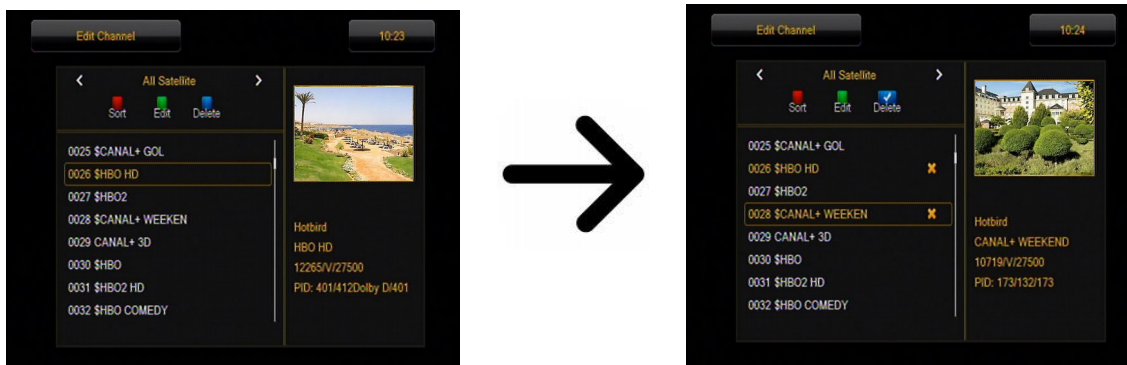 Edit Channel
10:23
All Satellite
Sort Edit Delete
0025 $CANAL+ GOL
0026 $HBO HD
0027 $HBO2
0028 $CANAL+ WEEKEN
0029 CANAL+ 3D
0030 $HBO
0031 $HBO2 HD
0032 $HBO COMEDY
Hotbird
HBO HD
12265/V/27500
PID: 401/412Dolby D/401
Edit Channel
10:24
All Satellite
Sort Edit Delete
0025 $CANAL+ GOL
0026 $HBO HD
0027 $HBO2
0028 $CANAL+ WEEKEN
0029 CANAL+ 3D
0030 $HBO
0031 $HBO2 HD
0032 $HBO COMEDY
Hotbird
CANAL+ WEEKEND
10719/V/27500
PID: 173/132/173